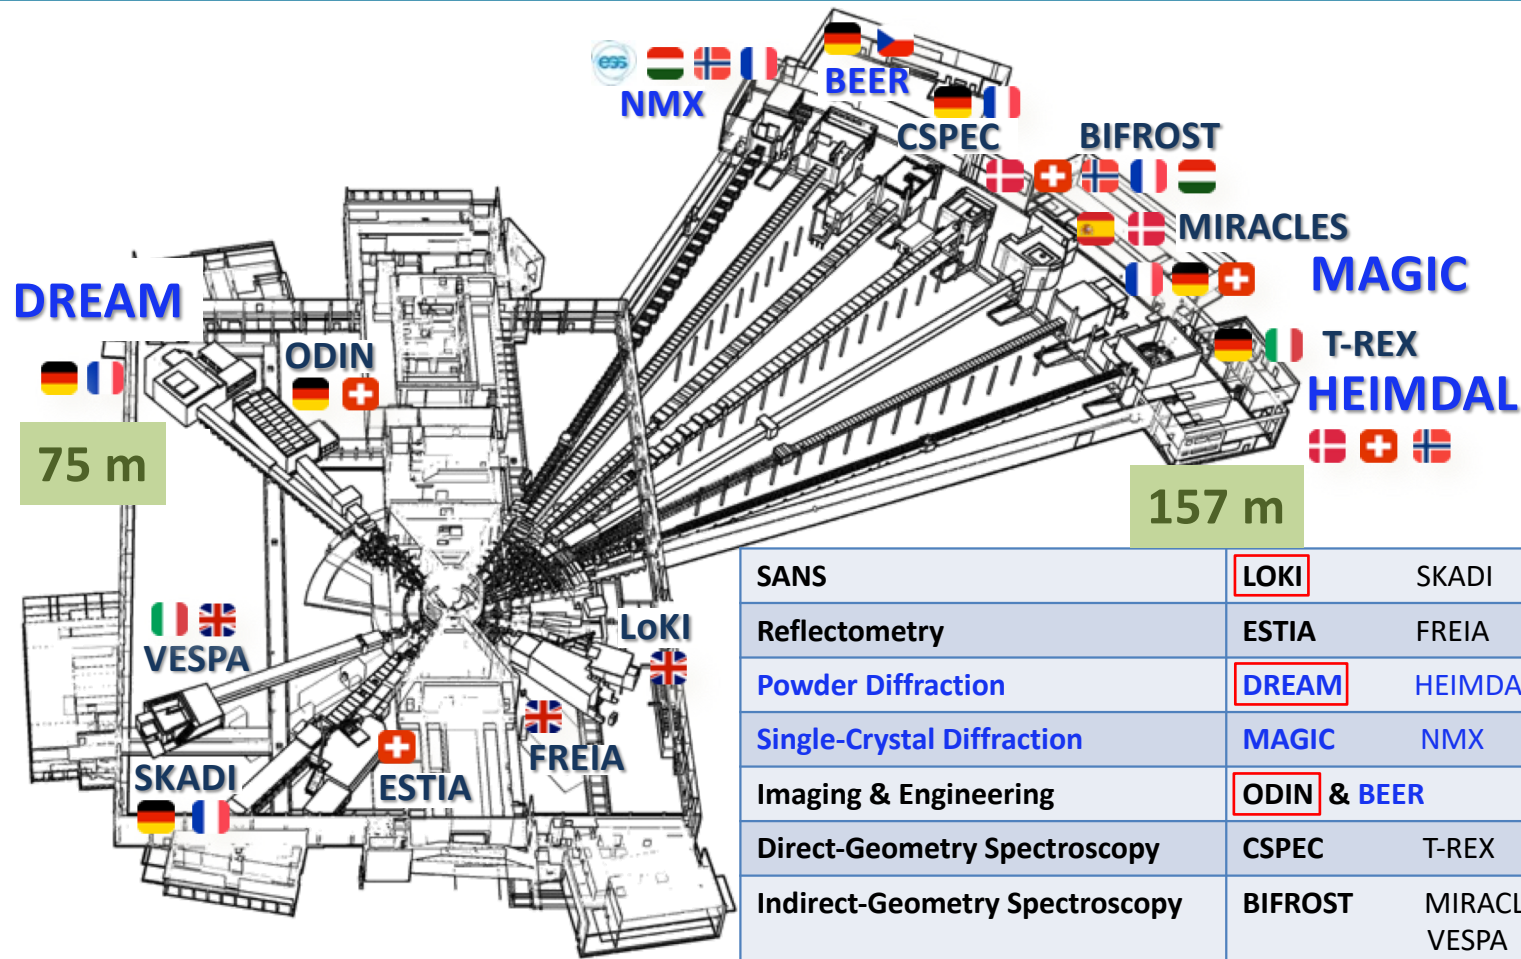 ess
NMX
BEER
CSPEC
BIFROST
MIRACLES
MAGIC
DREAM
ODIN
T-REX
HEIMDAL
75 m
157 m
VESPA
LoKI
SKADI
ESTIA
FREIA
SANS LOKI SKADI
Reflectometry ESTIA FREIA
Powder Diffraction DREAM HEIMDA
Single-Crystal Diffraction MAGIC NMX
Imaging & Engineering ODIN & BEER
Direct-Geometry Spectroscopy CSPEC T-REX
Indirect-Geometry Spectroscopy BIFROST MIRACL
VESPA